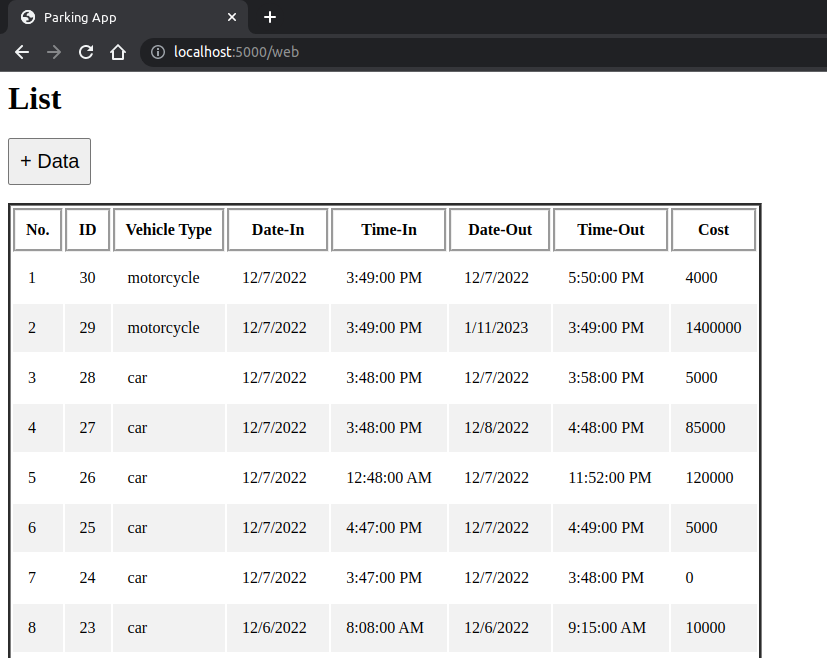 Parking App
localhost:5000/web
List
+ Data
No. ID Vehicle Type Date-In Time-In Date-Out Time-Out Cost
1 30 motorcycle 12/7/2022 3:49:00 PM 12/7/2022 5:50:00 PM 4000
2 29 motorcycle 12/7/2022 3:49:00 PM 1/11/2023 3:49:00 PM 1400000
3 28 car 12/7/2022 3:48:00 PM 12/7/2022 3:58:00 PM 5000
4 27 car 12/7/2022 3:48:00 PM 12/8/2022 4:48:00 PM 85000
5 26 car 12/7/2022 12:48:00 AM 12/7/2022 11:52:00 PM 120000
6 25 car 12/7/2022 4:47:00 PM 12/7/2022 4:49:00 PM 5000
7 24 car 12/7/2022 3:47:00 PM 12/7/2022 3:48:00 PM 0
8 23 car 12/6/2022 8:08:00 AM 12/6/2022 9:15:00 AM 10000